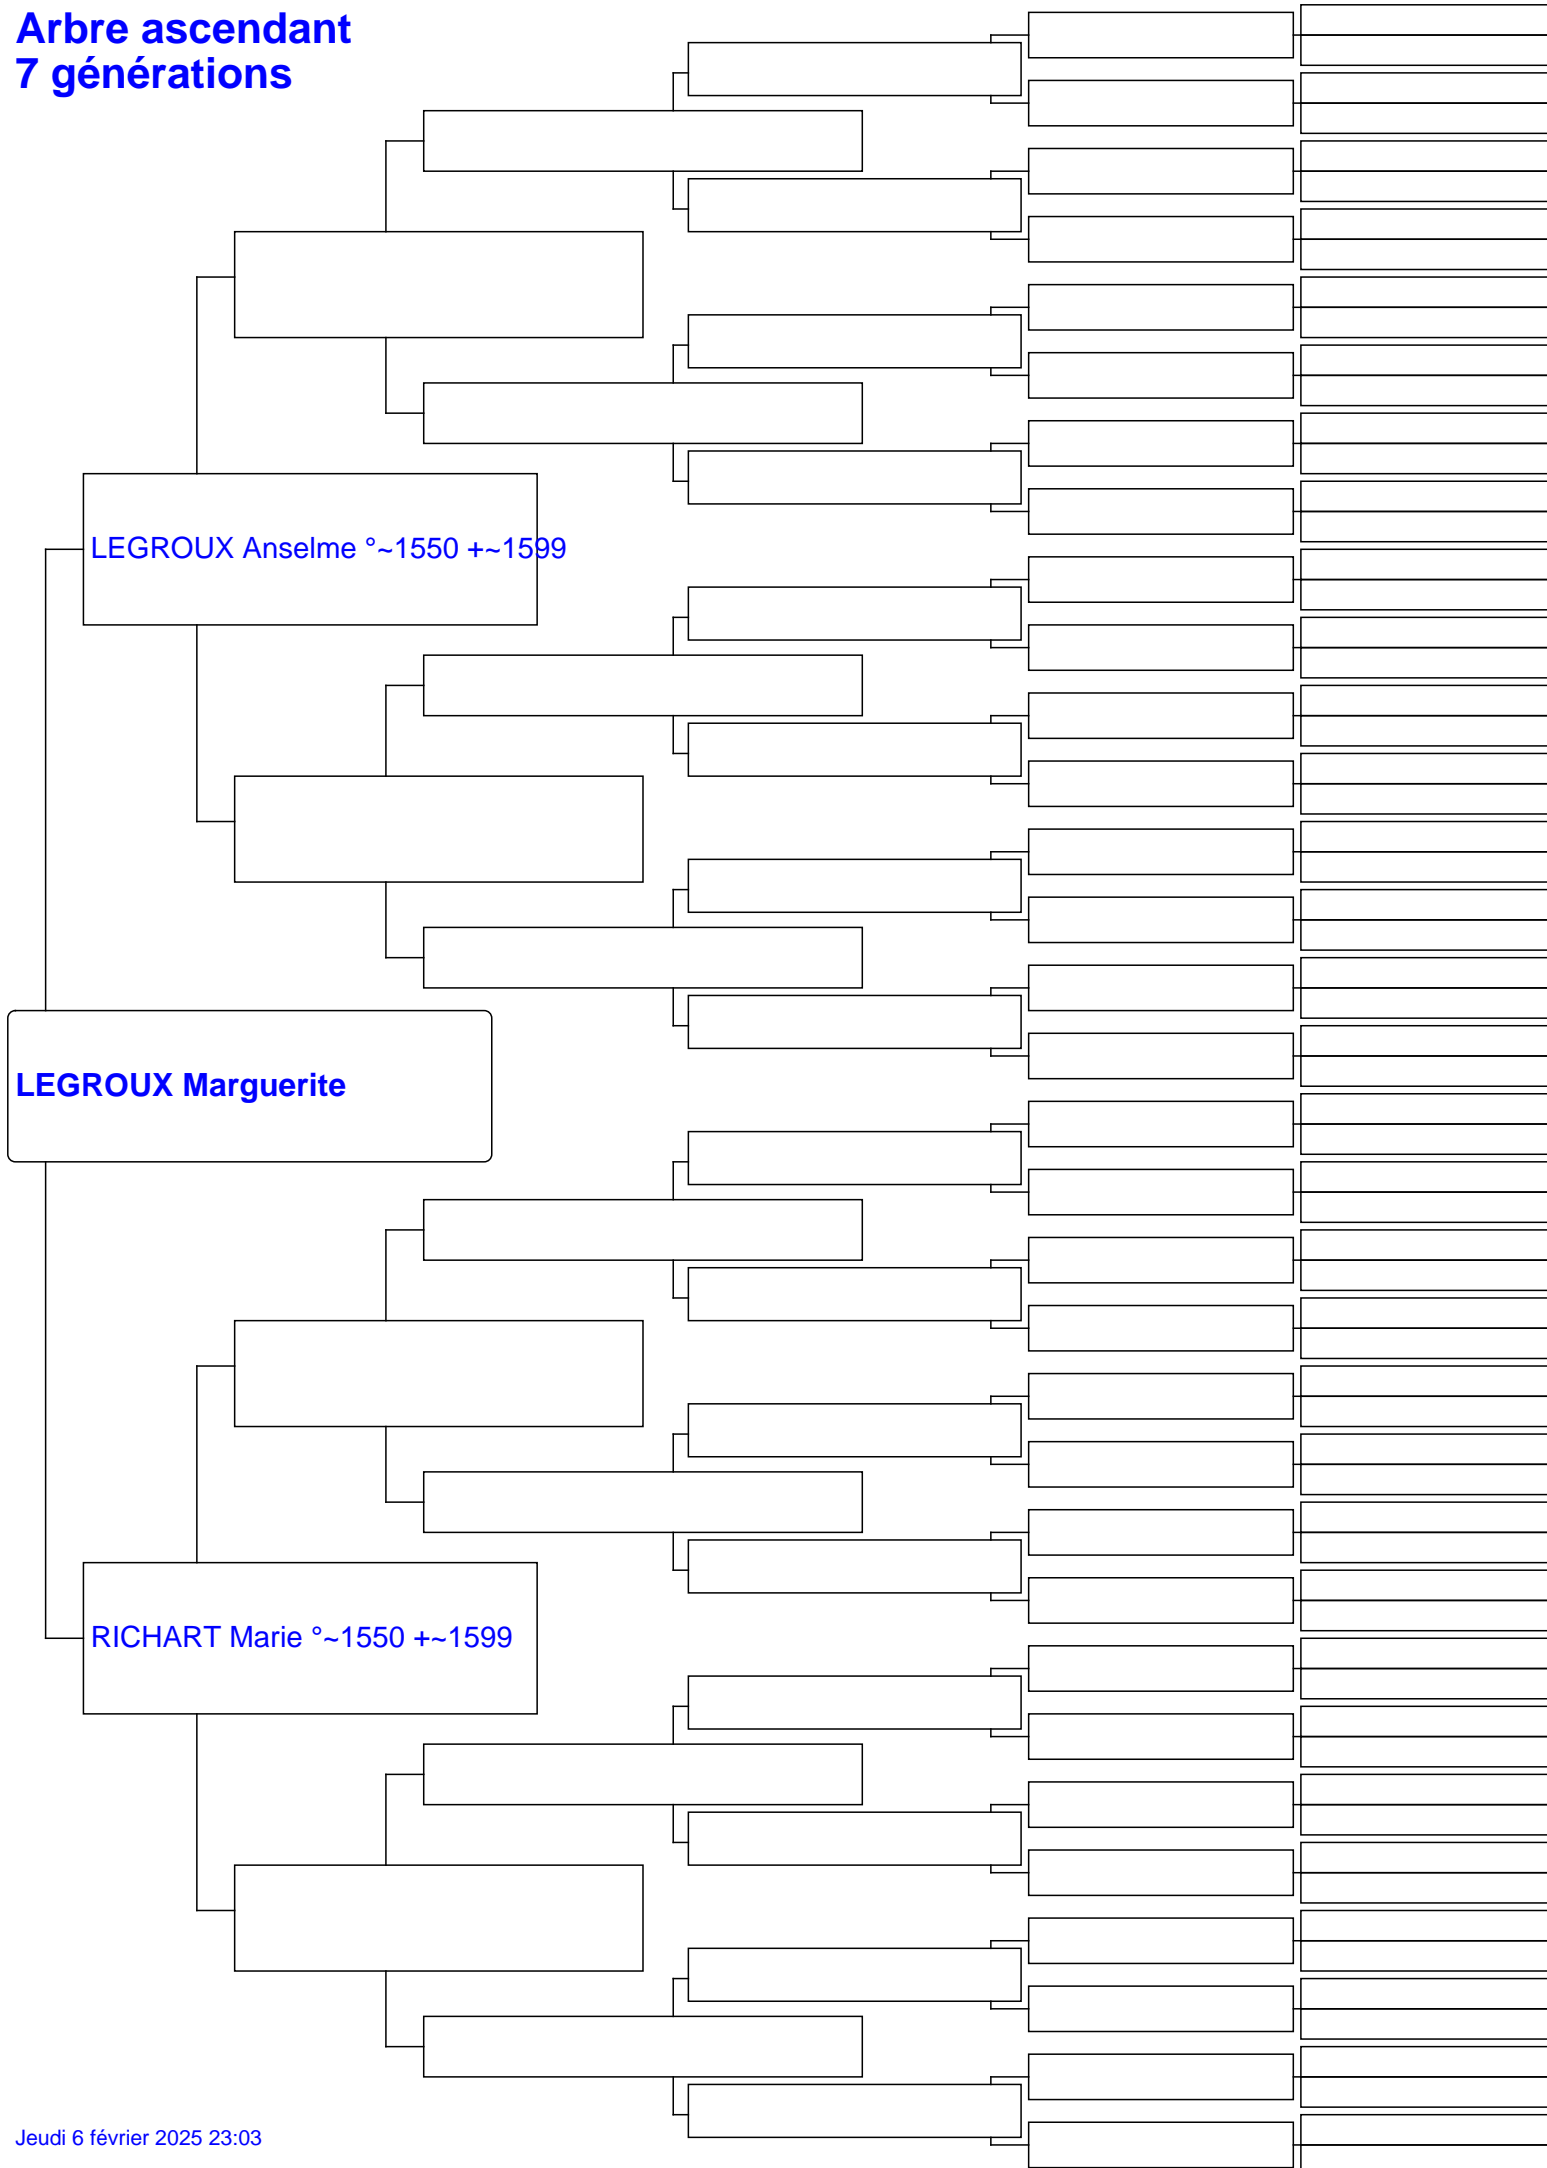 Arbre ascendant
7 générations
LEGROUX Anselme °~1550 +~1599
LEGROUX Marguerite
RICHART Marie °~1550 +~1599
Jeudi 6 février 2025 23:03